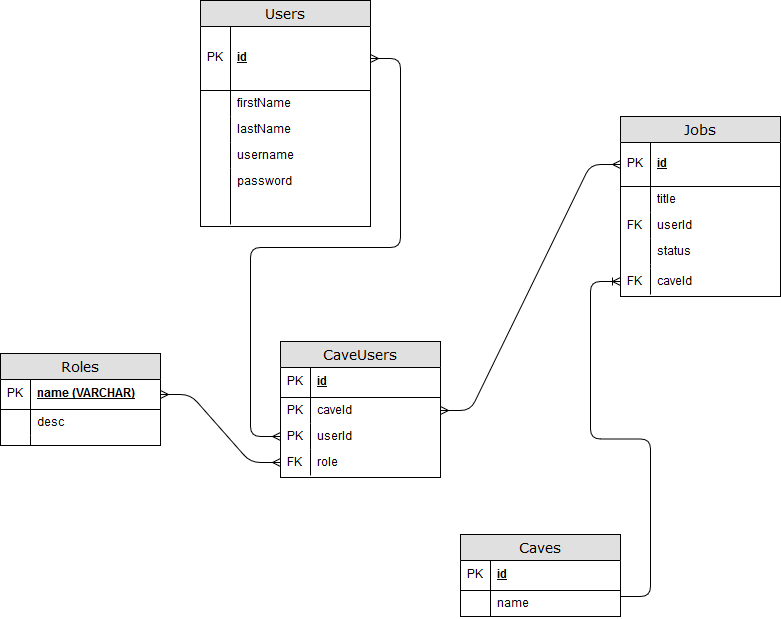 Users
PK id
firstName
lastName
username
password
Jobs
PK id
title
FK userId
status
FK caveId
Roles
PK name (VARCHAR)
desc
CaveUsers
PK id
PK caveId
PK userId
FK role
Caves
PK id
name